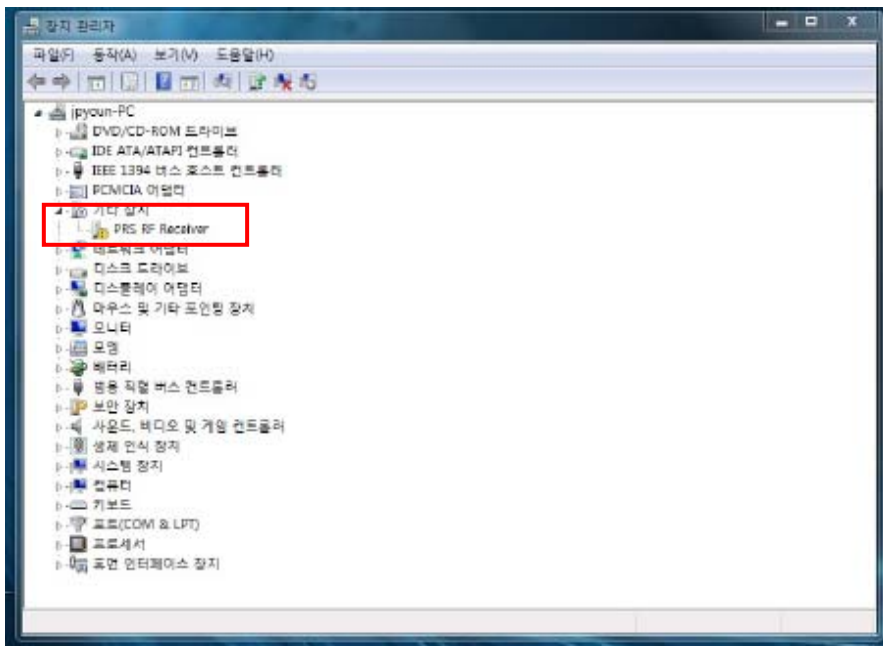 장치 관리자
파일(F) 동작(A) 보기(V) 도움말(H)
jpyoun-PC
DVD/CD-ROM 드라이브
IDE ATA/ATAPI 컨트롤러
IEEE 1394 버스 호스트 컨트롤러
PCMCIA 어댑터
기타 장치
PRS RF Receiver
네트워크 어댑터
디스크 드라이브
디스플레이 어댑터
마우스 및 기타 포인팅 장치
모니터
모뎀
배터리
범용 직렬 버스 컨트롤러
보안 장치
사운드, 비디오 및 게임 컨트롤러
생체 인식 장치
시스템 장치
컴퓨터
키보드
포트(COM & LPT)
프로세서
휴먼 인터페이스 장치